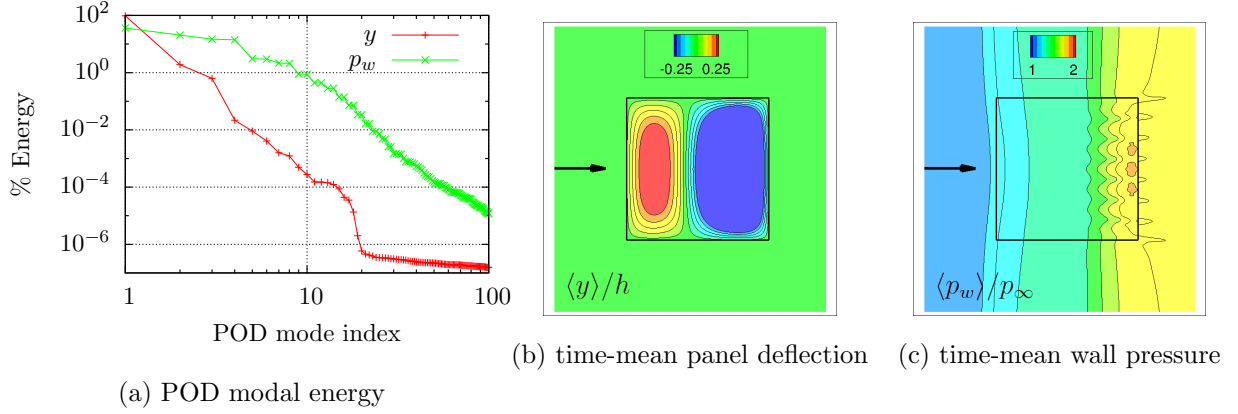 10^2
10^0
10^-2
10^-4
10^-6
% Energy
y
p_w
1
10
100
POD mode index
(a) POD modal energy
-0.25 0.25
⟨y⟩/h
(b) time-mean panel deflection
1 2
⟨p_w⟩/p_∞
(c) time-mean wall pressure